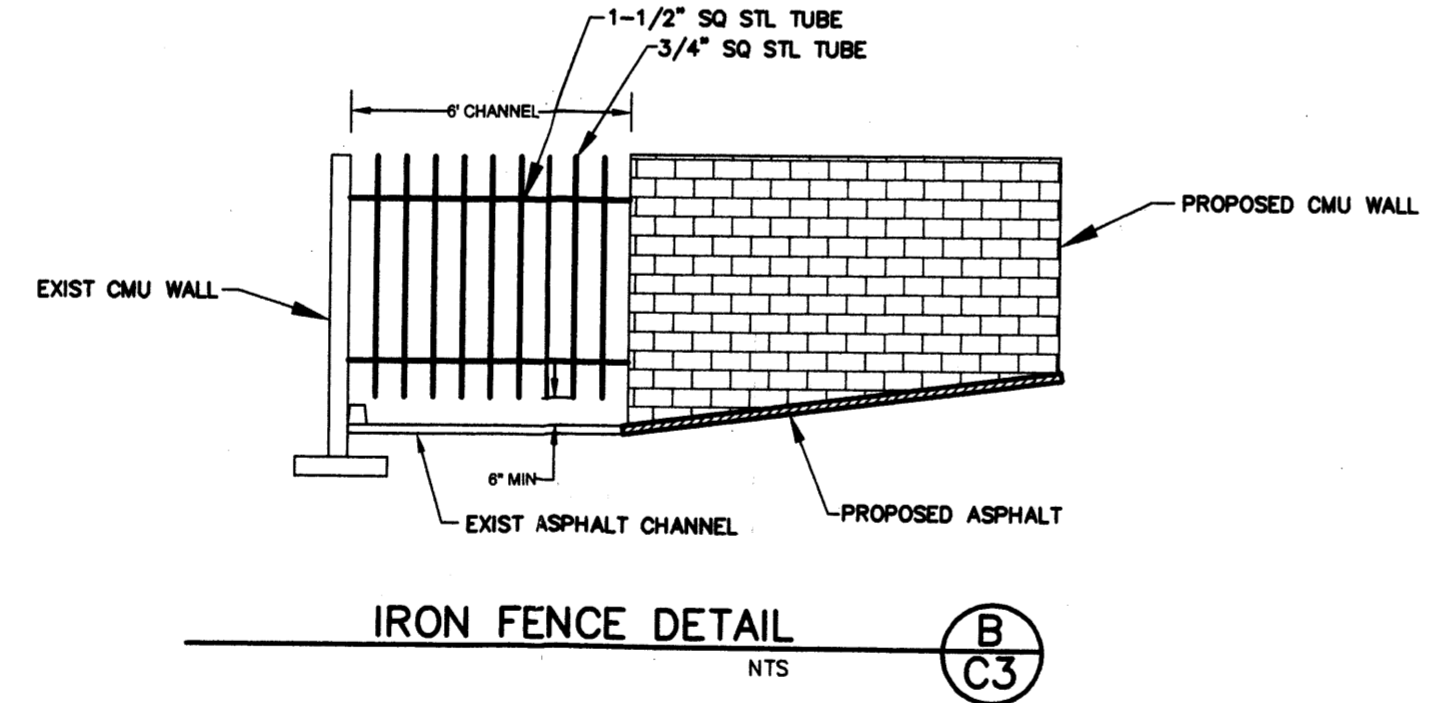 1-1/2" SQ STL TUBE
3/4" SQ STL TUBE
6' CHANNEL
PROPOSED CMU WALL
EXIST CMU WALL
6" MIN
EXIST ASPHALT CHANNEL
PROPOSED ASPHALT
IRON FENCE DETAIL
NTS
B
C3